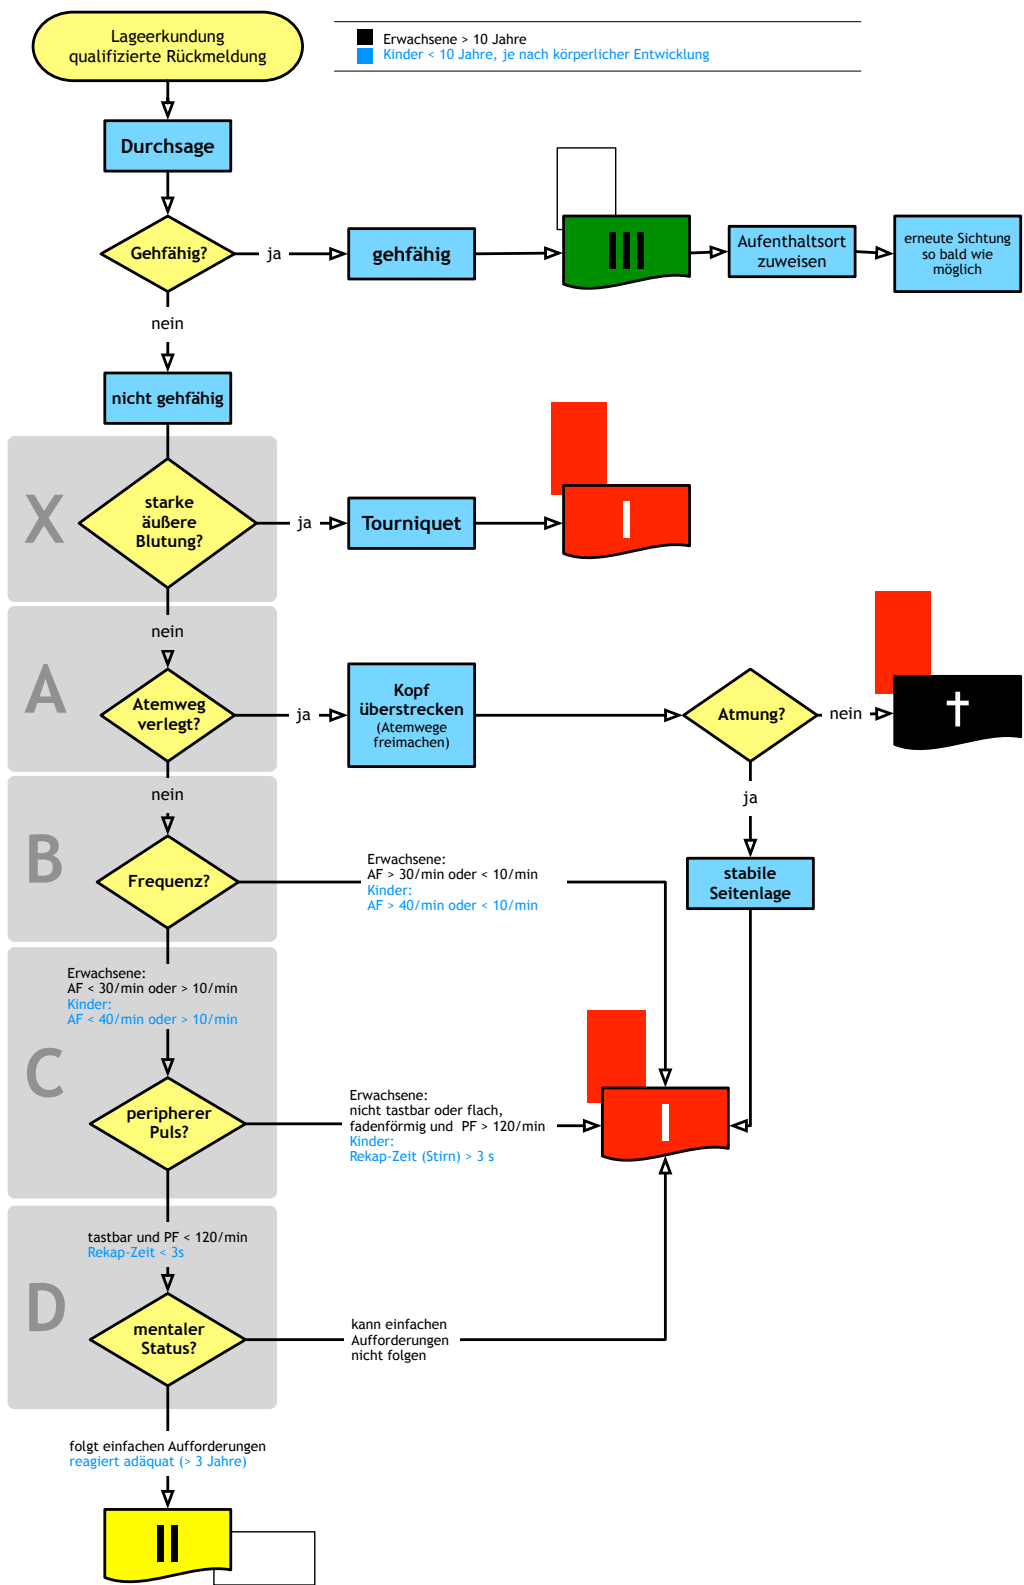 Lageerkundung
qualifizierte Rückmeldung
Erwachsene > 10 Jahre
Kinder < 10 Jahre, je nach körperlicher Entwicklung
Durchsage
Gehfähig?
ja
gehfähig
III
Aufenthaltsort
zuweisen
erneute Sichtung
so bald wie
möglich
nein
nicht gehfähig
X
starke
äußere
Blutung?
ja
Tourniquet
I
nein
A
Atemweg
verlegt?
ja
Kopf
überstrecken
(Atemwege
freimachen)
Atmung?
nein
nein
ja
B
Frequenz?
Erwachsene:
AF > 30/min oder < 10/min
Kinder:
AF > 40/min oder < 10/min
stabile
Seitenlage
Erwachsene:
AF < 30/min oder > 10/min
Kinder:
AF < 40/min oder > 10/min
C
peripherer
Puls?
Erwachsene:
nicht tastbar oder flach,
fadenförmig und PF > 120/min
Kinder:
Rekap-Zeit (Stirn) > 3 s
I
tastbar und PF < 120/min
Rekap-Zeit < 3s
D
mentaler
Status?
kann einfachen
Aufforderungen
nicht folgen
folgt einfachen Aufforderungen
reagiert adäquat (> 3 Jahre)
II